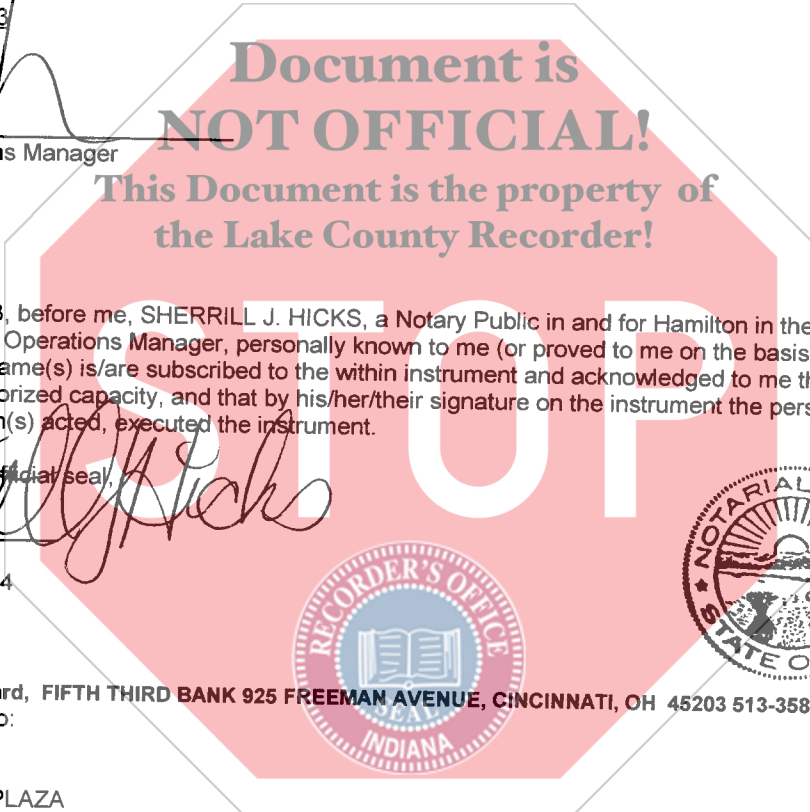 3
Document is
NOT OFFICIAL!
s Manager
This Document is the property of
the Lake County Recorder!
STOP
, before me, SHERRILL J. HICKS, a Notary Public in and for Hamilton in the
Operations Manager, personally known to me (or proved to me on the basis
ame(s) is/are subscribed to the within instrument and acknowledged to me th
orized capacity, and that by his/her/their signature on the instrument the pers
(s) acted, executed the instrument.
fficial seal,
Hicks
NOTARIAL
STATE O
4
RECORDER'S OFFICE
SEAL
INDIANA
rd, FIFTH THIRD BANK 925 FREEMAN AVENUE, CINCINNATI, OH 45203 513-358
o:
PLAZA